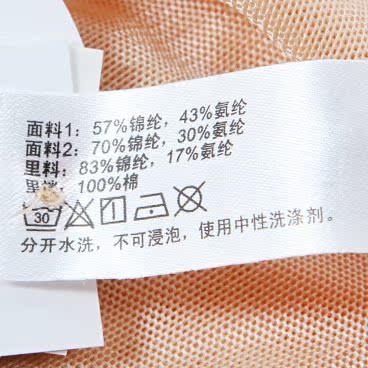 面料1：57%锦纶，43%氨纶
面料2：70%锦纶，30%氨纶
里料：83%锦纶，17%氨纶
100%棉
30
分开水洗，不可浸泡，使用中性洗涤剂。